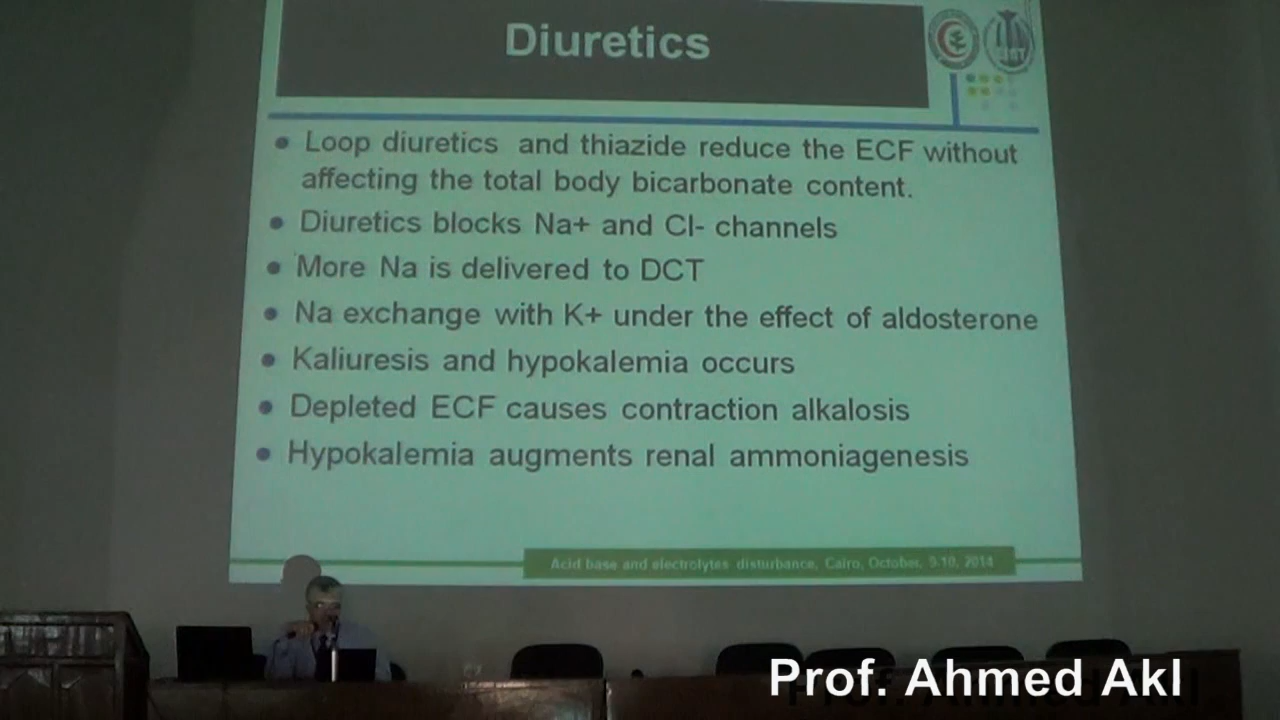 Diuretics
Loop diuretics and thiazide reduce the ECF without
affecting the total body bicarbonate content.
Diuretics blocks Na+ and Cl- channels
More Na is delivered to DCT
Na exchange with K+ under the effect of aldosterone
Kaliuresis and hypokalemia occurs
Depleted ECF causes contraction alkalosis
Hypokalemia augments renal ammoniagenesis
Acid base and electrolytes disturbance, Cairo, October, 9-10, 2014
Prof. Ahmed Akl